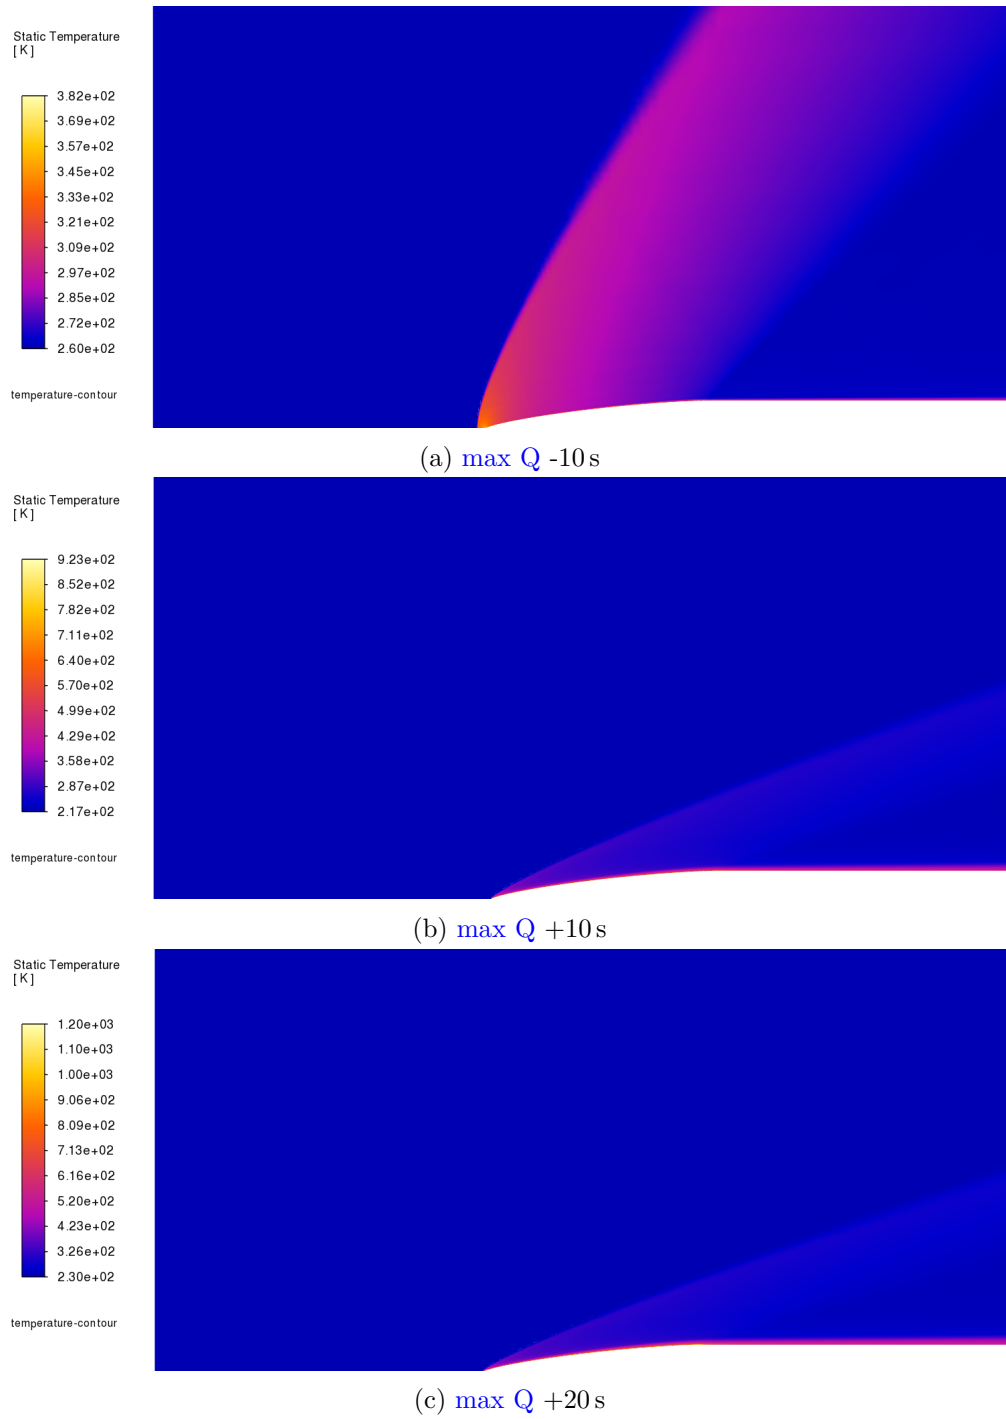 Static Temperature
[ K ]
3.82e+02
3.69e+02
3.57e+02
3.45e+02
3.33e+02
3.21e+02
3.09e+02
2.97e+02
2.85e+02
2.72e+02
2.60e+02
temperature-contour
(a) max Q -10 s
Static Temperature
[ K ]
9.23e+02
8.52e+02
7.82e+02
7.11e+02
6.40e+02
5.70e+02
4.99e+02
4.29e+02
3.58e+02
2.87e+02
2.17e+02
temperature-contour
(b) max Q +10 s
Static Temperature
[ K ]
1.20e+03
1.10e+03
1.00e+03
9.06e+02
8.09e+02
7.13e+02
6.16e+02
5.20e+02
4.23e+02
3.26e+02
2.30e+02
temperature-contour
(c) max Q +20 s